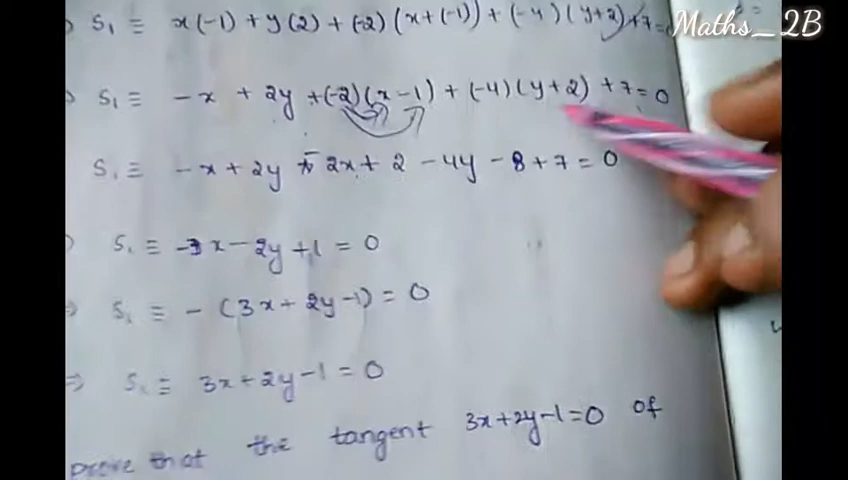 Maths_2B
S₁ ≡ x(-1) + y(2) + (-2)(x+(-1)) + (-4)(y+2)+7=0
S₁ ≡ -x + 2y +(-2)(x-1) + (-4)(y+2) +7=0
S₁ ≡ -x + 2y - 2x + 2 - 4y - 8 + 7 = 0
S₁ ≡ -3x - 2y + 1 = 0
⇒ S₁ ≡ - (3x + 2y - 1) = 0
⇒ S₁ ≡ 3x + 2y - 1 = 0
prove that the tangent 3x+2y-1=0 of